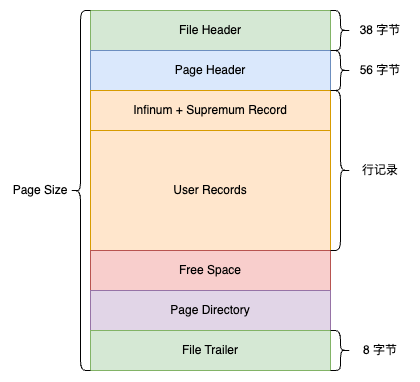 File Header
38 字节
Page Header
56 字节
Infinum + Supremum Record
行记录
Page Size
User Records
Free Space
Page Directory
File Trailer
8 字节